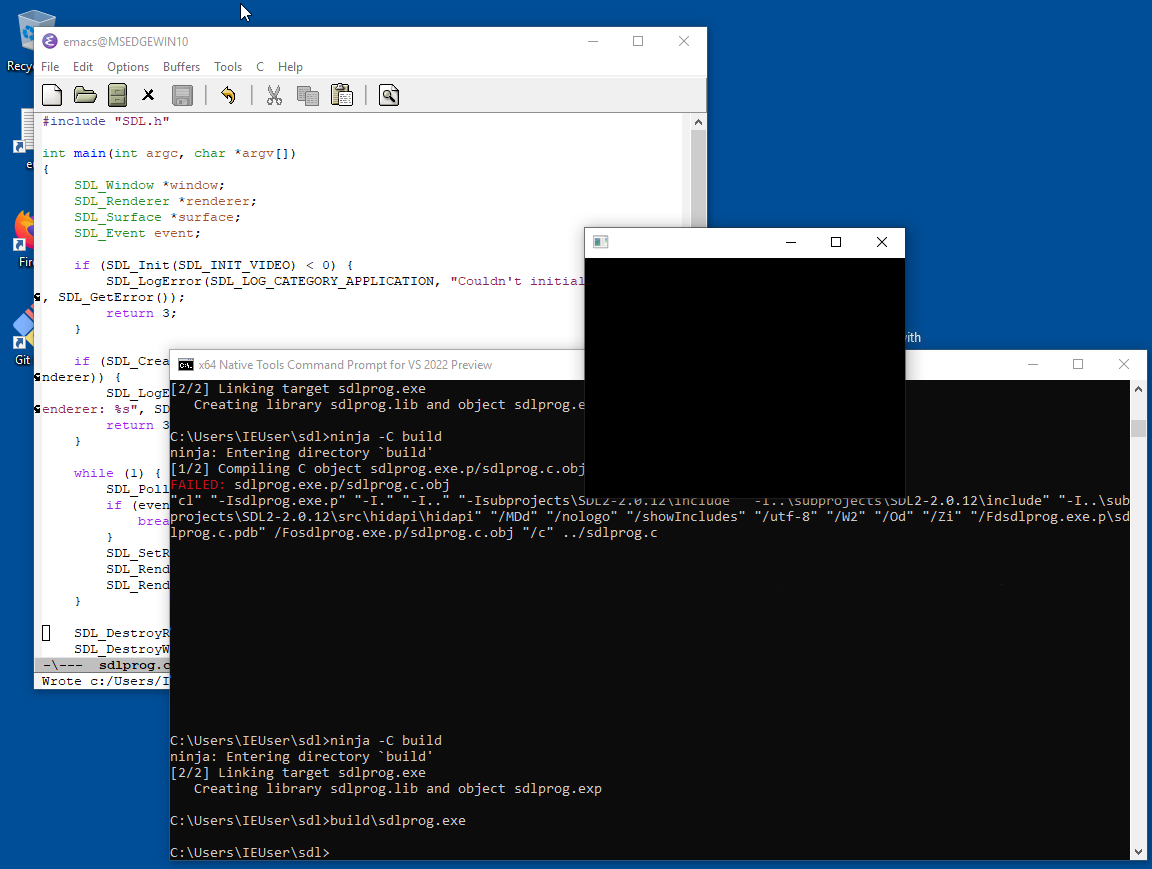 Recy
emacs@MSEDGEWIN10
File Edit Options Buffers Tools C Help
#include "SDL.h"
int main(int argc, char *argv[])
{
SDL_Window *window;
SDL_Renderer *renderer;
SDL_Surface *surface;
SDL_Event event;
if (SDL_Init(SDL_INIT_VIDEO) < 0) {
SDL_LogError(SDL_LOG_CATEGORY_APPLICATION, "Couldn't initial
, SDL_GetError());
return 3;
}
if (SDL_Crea
nderer)) {
SDL_LogE
enderer: %s", SD
return 3
}
while (1) {
SDL_Poll
if (even
brea
}
SDL_SetR
SDL_Rend
SDL_Rend
}
SDL_DestroyR
SDL_DestroyW
-\--- sdlprog.c
Wrote c:/Users/I
e
Fire
Git
ith
x64 Native Tools Command Prompt for VS 2022 Preview
[2/2] Linking target sdlprog.exe
Creating library sdlprog.lib and object sdlprog.e
C:\Users\IEUser\sdl>ninja -C build
ninja: Entering directory `build'
[1/2] Compiling C object sdlprog.exe.p/sdlprog.c.obj
FAILED: sdlprog.exe.p/sdlprog.c.obj
"cl" "-Isdlprog.exe.p" "-I." "-I.." "-Isubprojects\SDL2-2.0.12\include" "-I..\subprojects\SDL2-2.0.12\include" "-I..\sub
projects\SDL2-2.0.12\src\hidapi\hidapi" "/MDd" "/nologo" "/showIncludes" "/utf-8" "/W2" "/Od" "/Zi" "/Fdsdlprog.exe.p\sd
lprog.c.pdb" /Fosdlprog.exe.p/sdlprog.c.obj "/c" ../sdlprog.c
C:\Users\IEUser\sdl>ninja -C build
ninja: Entering directory `build'
[2/2] Linking target sdlprog.exe
Creating library sdlprog.lib and object sdlprog.exp
C:\Users\IEUser\sdl>build\sdlprog.exe
C:\Users\IEUser\sdl>